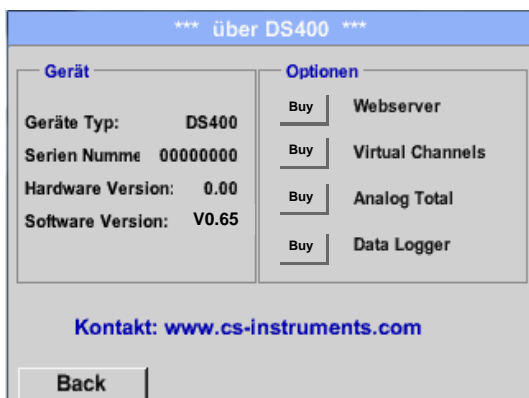 *** über DS400 ***
Gerät
Geräte Typ: DS400
Serien Numme 00000000
Hardware Version: 0.00
Software Version: V0.65
Optionen
Buy Webserver
Buy Virtual Channels
Buy Analog Total
Buy Data Logger
Kontakt: www.cs-instruments.com
Back